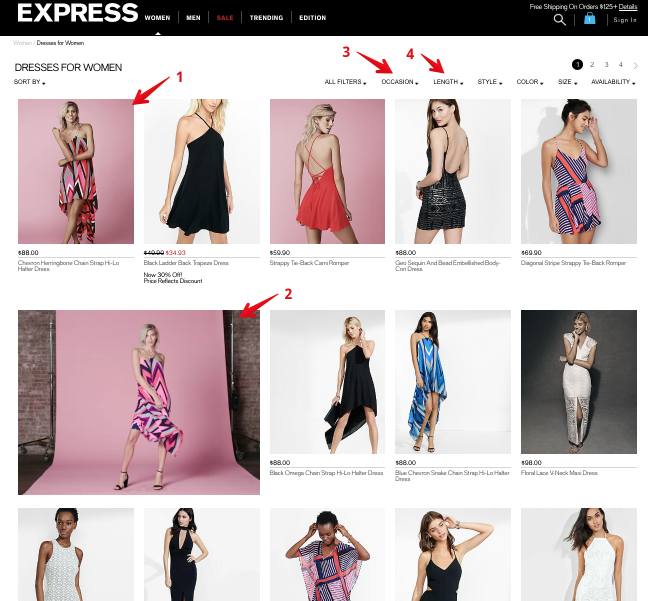 Free Shipping On Orders $125+ Details
EXPRESS
WOMEN
MEN
SALE
TRENDING
EDITION
1
Sign In
Women / Dresses for Women
3
4
DRESSES FOR WOMEN
1 2 3 4
1
SORT BY
ALL FILTERS
OCCASION
LENGTH
STYLE
COLOR
SIZE
AVAILABILITY
$88.00
Chevron Herringbone Chain Strap Hi-Lo
Halter Dress
$49.90 $34.93
Black Ladder Back Trapeze Dress
Now 30% Off!
Price Reflects Discount
$59.90
Strappy Tie-Back Cami Romper
$88.00
Geo Sequin And Bead Embellished Body-
Con Dress
$69.90
Diagonal Stripe Strappy Tie-Back Romper
2
$88.00
Black Omega Chain Strap Hi-Lo Halter Dress
$88.00
Blue Chevron Snake Chain Strap Hi-Lo Halter
Dress
$98.00
Floral Lace V-Neck Maxi Dress